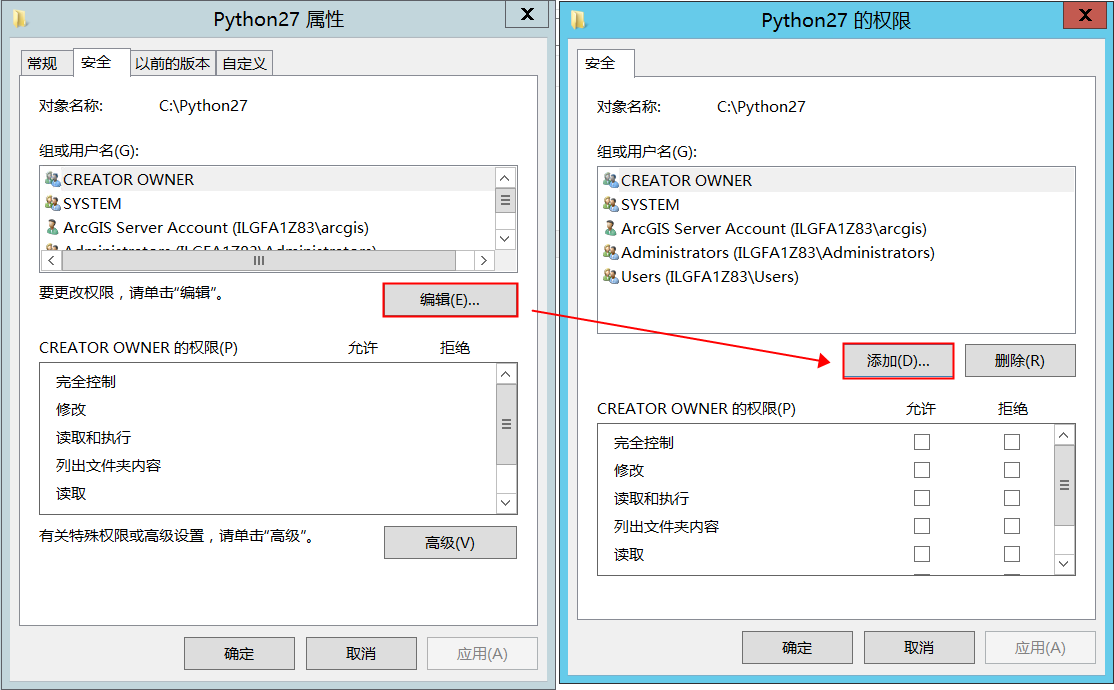 Python27 属性
常规
安全
以前的版本
自定义
对象名称:
C:\Python27
组或用户名(G):
CREATOR OWNER
SYSTEM
ArcGIS Server Account (ILGFA1Z83\arcgis)
Administrators (ILGFA1Z83\Administrators)
要更改权限，请单击“编辑”。
编辑(E)...
CREATOR OWNER 的权限(P)
允许
拒绝
完全控制
修改
读取和执行
列出文件夹内容
读取
有关特殊权限或高级设置，请单击“高级”。
高级(V)
确定
取消
应用(A)
Python27 的权限
安全
对象名称:
C:\Python27
组或用户名(G):
CREATOR OWNER
SYSTEM
ArcGIS Server Account (ILGFA1Z83\arcgis)
Administrators (ILGFA1Z83\Administrators)
Users (ILGFA1Z83\Users)
添加(D)...
删除(R)
CREATOR OWNER 的权限(P)
允许
拒绝
完全控制
修改
读取和执行
列出文件夹内容
读取
确定
取消
应用(A)